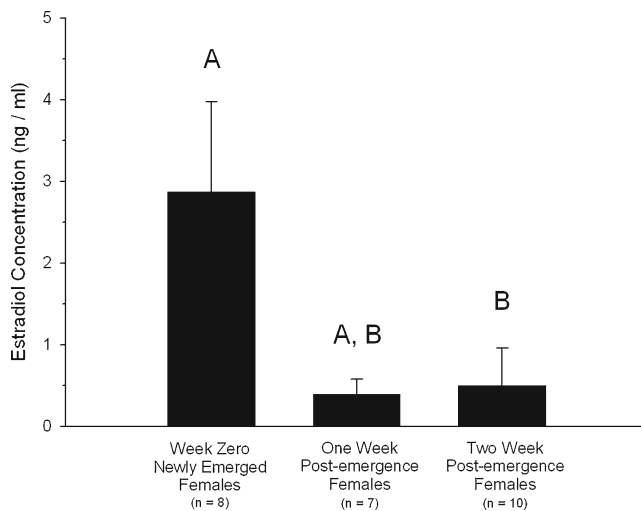 Estradiol Concentration (ng / ml)
5
4
3
2
1
0
A
A, B
B
Week Zero
Newly Emerged
Females
(n = 8)
One Week
Post-emergence
Females
(n = 7)
Two Week
Post-emergence
Females
(n = 10)